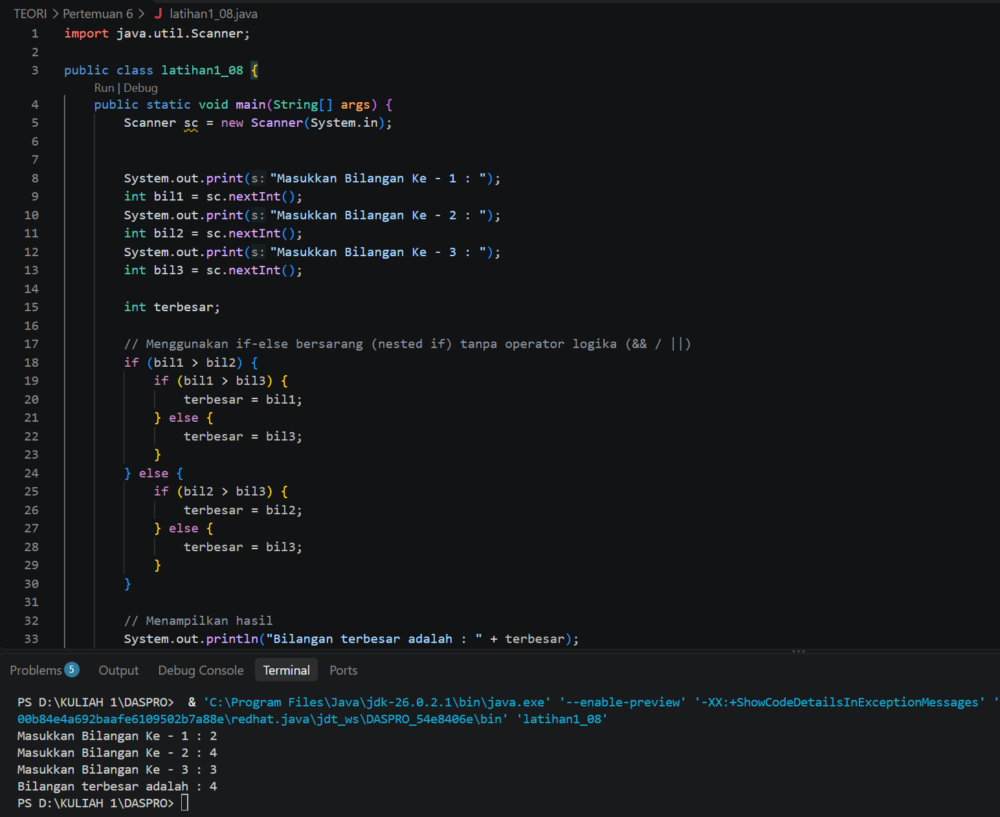 TEORI > Pertemuan 6 > J latihan1_08.java
1 import java.util.Scanner;
2
3 public class latihan1_08 {
Run | Debug
4 public static void main(String[] args) {
5 Scanner sc = new Scanner(System.in);
6
7
8 System.out.print(s: "Masukkan Bilangan Ke - 1 : ");
9 int bil1 = sc.nextInt();
10 System.out.print(s: "Masukkan Bilangan Ke - 2 : ");
11 int bil2 = sc.nextInt();
12 System.out.print(s: "Masukkan Bilangan Ke - 3 : ");
13 int bil3 = sc.nextInt();
14
15 int terbesar;
16
17 // Menggunakan if-else bersarang (nested if) tanpa operator logika (&& / ||)
18 if (bil1 > bil2) {
19 if (bil1 > bil3) {
20 terbesar = bil1;
21 } else {
22 terbesar = bil3;
23 }
24 } else {
25 if (bil2 > bil3) {
26 terbesar = bil2;
27 } else {
28 terbesar = bil3;
29 }
30 }
31
32 // Menampilkan hasil
33 System.out.println("Bilangan terbesar adalah : " + terbesar);
Problems 5 Output Debug Console Terminal Ports
PS D:\KULIAH 1\DASPRO>  & 'C:\Program Files\Java\jdk-26.0.2.1\bin\java.exe' '--enable-preview' '-XX:+ShowCodeDetailsInExceptionMessages' '
00b84e4a692baafe6109502b7a88e\redhat.java\jdt_ws\DASPRO_54e8406e\bin' 'latihan1_08'
Masukkan Bilangan Ke - 1 : 2
Masukkan Bilangan Ke - 2 : 4
Masukkan Bilangan Ke - 3 : 3
Bilangan terbesar adalah : 4
PS D:\KULIAH 1\DASPRO>